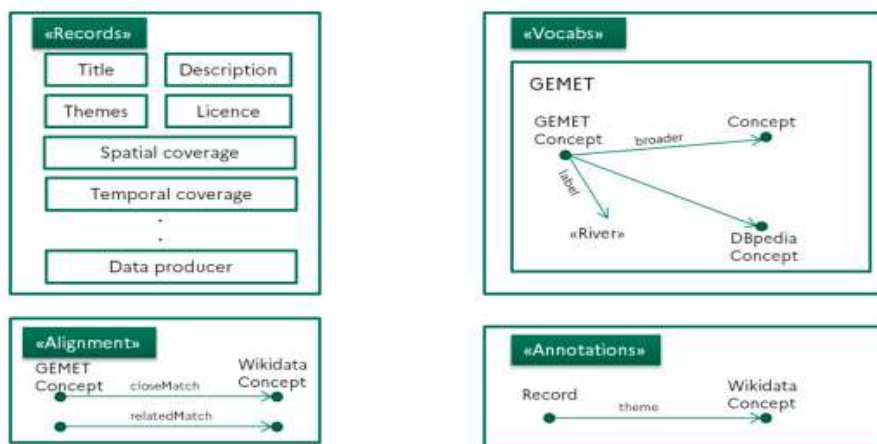 «Records»
Title
Description
Themes
Licence
Spatial coverage
Temporal coverage
.
.
Data producer
«Vocabs»
GEMET
GEMET
Concept
broader
Concept
label
«River»
DBpedia
Concept
«Alignment»
GEMET
Concept
closeMatch
Wikidata
Concept
relatedMatch
«Annotations»
Record
theme
Wikidata
Concept